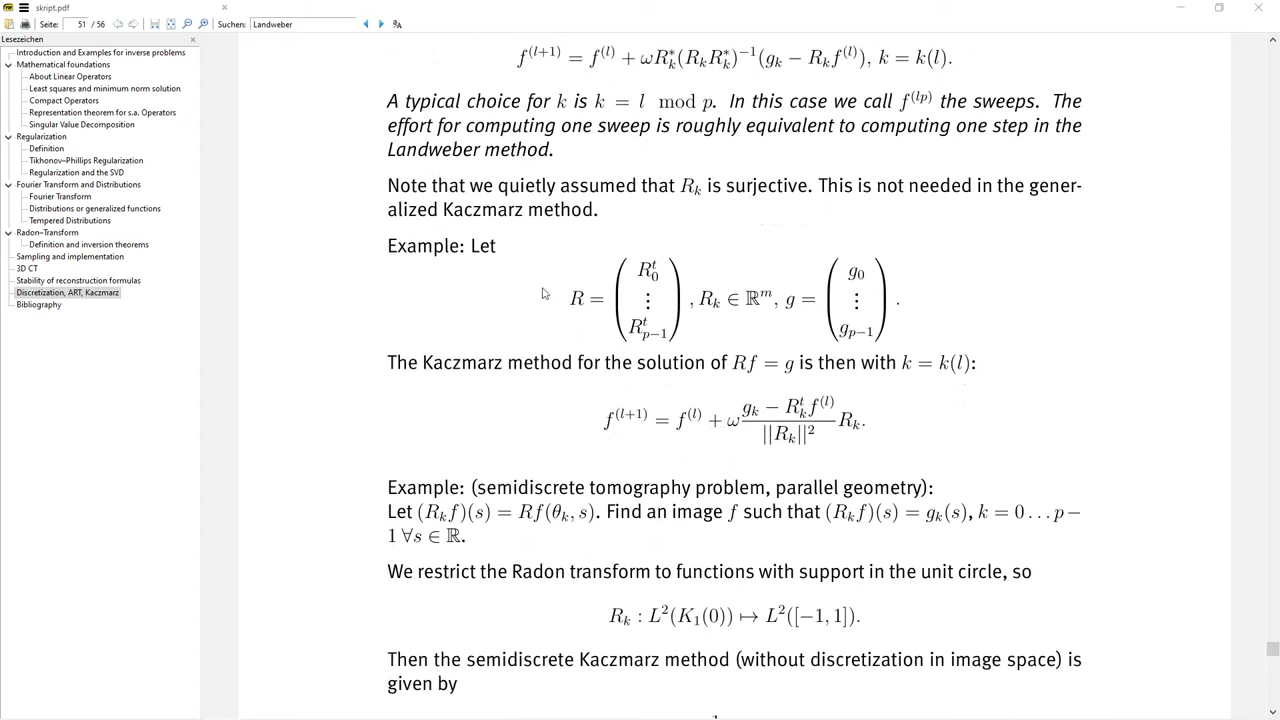 skript.pdf
Seite: 51 / 56 Suchen: Landweber
Lesezeichen
Introduction and Examples for inverse problems
Mathematical foundations
About Linear Operators
Least squares and minimum norm solution
Compact Operators
Representation theorem for s.a. Operators
Singular Value Decomposition
Regularization
Definition
Tikhonov–Phillips Regularization
Regularization and the SVD
Fourier Transform and Distributions
Fourier Transform
Distributions or generalized functions
Tempered Distributions
Radon–Transform
Definition and inversion theorems
Sampling and implementation
3D CT
Stability of reconstruction formulas
Discretization, ART, Kaczmarz
Bibliography
f^{(l+1)} = f^{(l)} + ωR_k^*(R_kR_k^*)^{-1}(g_k − R_kf^{(l)}), k = k(l).
A typical choice for k is k = l mod p. In this case we call f^{(lp)} the sweeps. The
effort for computing one sweep is roughly equivalent to computing one step in the
Landweber method.
Note that we quietly assumed that R_k is surjective. This is not needed in the gener-
alized Kaczmarz method.
Example: Let
R = ( R_0^t ⋮ R_{p−1}^t ), R_k ∈ ℝ^m, g = ( g_0 ⋮ g_{p−1} ).
The Kaczmarz method for the solution of Rf = g is then with k = k(l):
f^{(l+1)} = f^{(l)} + ω (g_k − R_k^t f^{(l)}) / ||R_k||^2 R_k.
Example: (semidiscrete tomography problem, parallel geometry):
Let (R_kf)(s) = Rf(θ_k, s). Find an image f such that (R_kf)(s) = g_k(s), k = 0 … p −
1 ∀s ∈ ℝ.
We restrict the Radon transform to functions with support in the unit circle, so
R_k : L^2(K_1(0)) ↦ L^2([−1, 1]).
Then the semidiscrete Kaczmarz method (without discretization in image space) is
given by